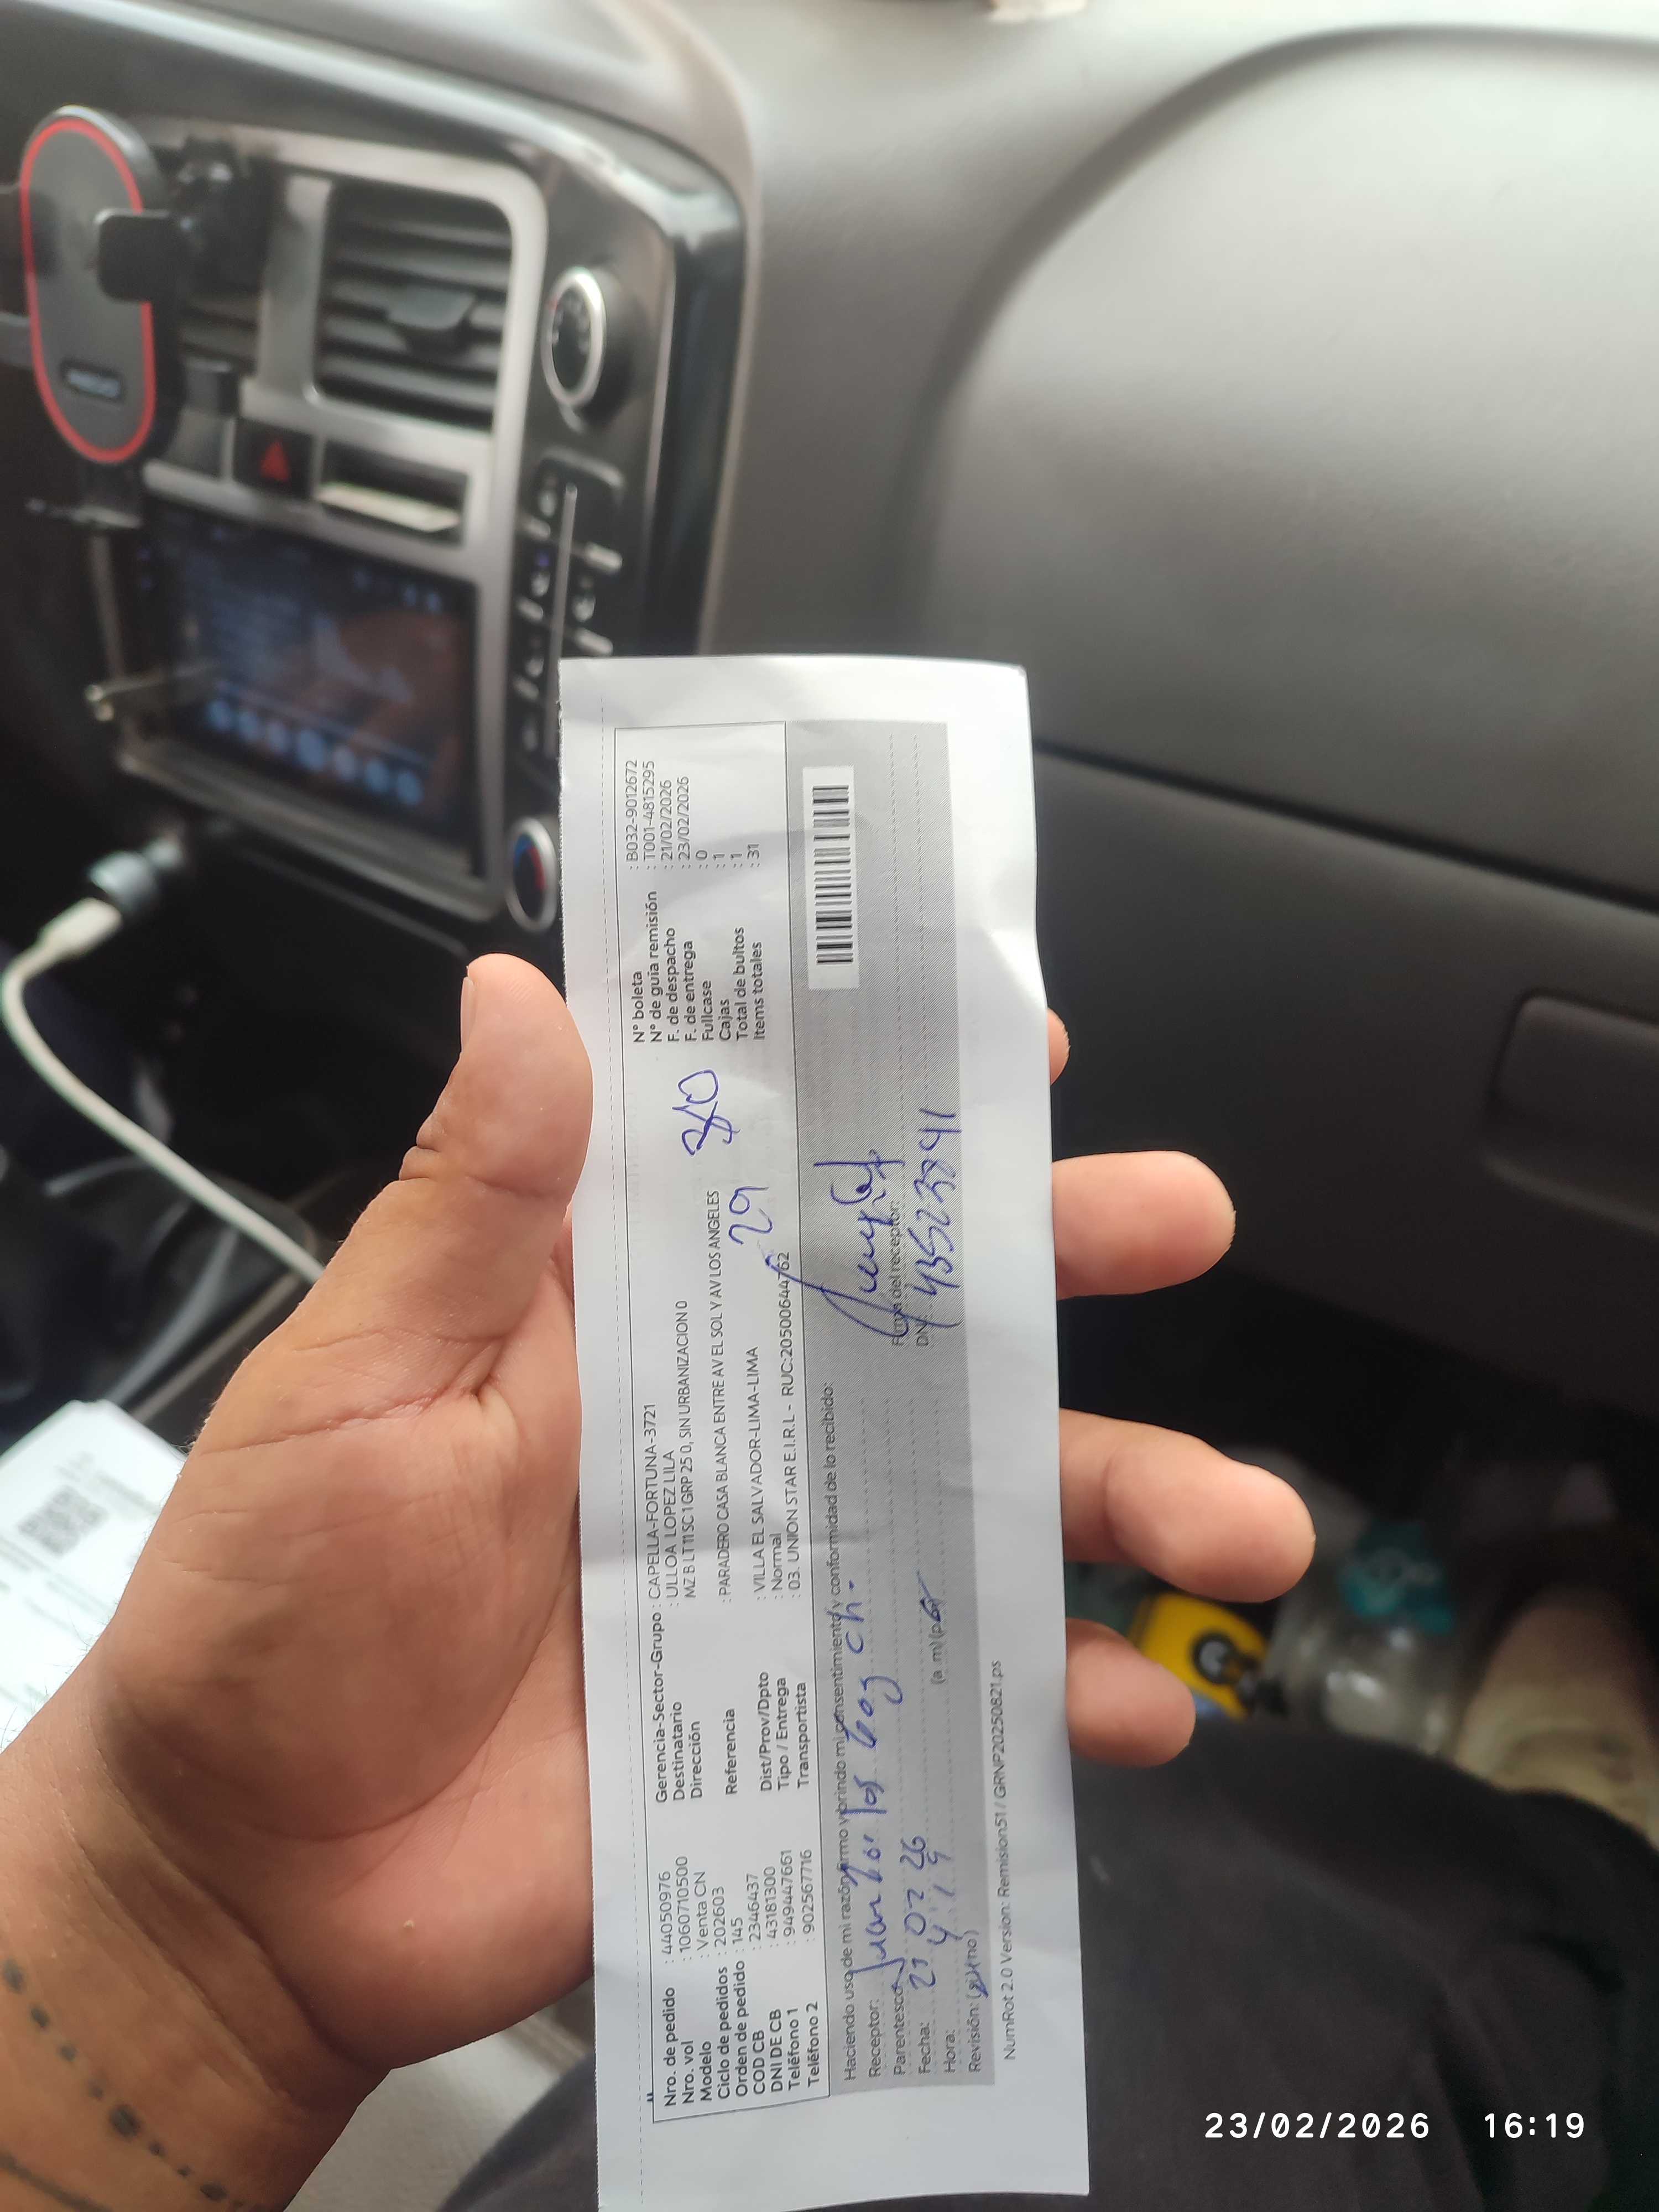 Nro. de pedido : 44050976
Nro. vol : 1060710500
Modelo : Venta CN
Ciclo de pedidos : 202603
Orden de pedido : 145
COD CB : 2346437
DNI DE CB : 43181300
Teléfono 1 : 949447661
Teléfono 2 : 902567716
Gerencia-Sector-Grupo : CAPELLA-FORTUNA-3721
Destinatario : ULLOA LOPEZ LILA
Dirección MZ B LT 11 SC 1 GRP 25 0, SIN URBANIZACION 0
Referencia : PARADERO CASA BLANCA ENTRE AV EL SOL Y AV LOS ANGELES
Dist/Prov/Dpto : VILLA EL SALVADOR-LIMA-LIMA
Tipo / Entrega : Normal
Transportista : 03. UNION STAR E.I.R.L - RUC:20500644762
29
N° boleta : B032-9012672
N° de guía remisión : T001-4815295
F. de despacho : 21/02/2026
F. de entrega : 23/02/2026
Fullcase : 0
Cajas : 1
Total de bultos : 1
Items totales : 31
Haciendo uso de mi razón firmo y brindo mi consentimiento y conformidad de lo recibido:
Receptor:
Parentesco:
Fecha: 02 26
Hora: 4 19 (a.m)
Revisión:
Firma del receptor:
DNI: 43523891
NumRot 2.0 Version: Remision51 / GRNP20250821.ps
23/02/2026 16:19